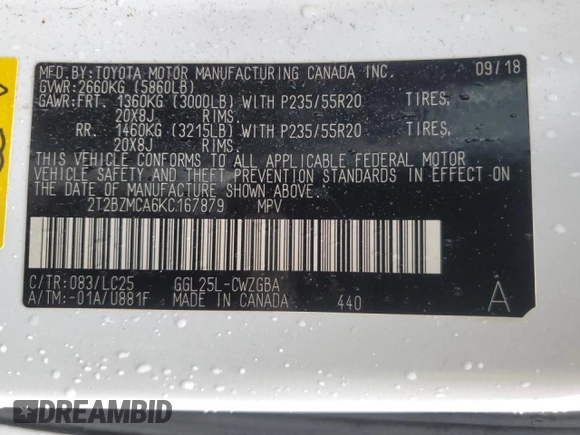 MFD.BY:TOYOTA MOTOR MANUFACTURING CANADA INC. 09/18
GVWR:2660KG (5860LB)
GAWR:FRT. 1360KG (3000LB) WITH P235/55R20 TIRES,
20X8J RIMS.
RR. 1460KG (3215LB) WITH P235/55R20 TIRES,
20X8J RIMS.
THIS VEHICLE CONFORMS TO ALL APPLICABLE FEDERAL MOTOR
VEHICLE SAFETY AND THEFT PREVENTION STANDARDS IN EFFECT ON
THE DATE OF MANUFACTURE SHOWN ABOVE.
2T2BZMCA6KC167879 MPV
C/TR:083/LC25 GGL25L-CWZGBA
A/TM:-01A/U881F MADE IN CANADA 440 A
DREAMBID